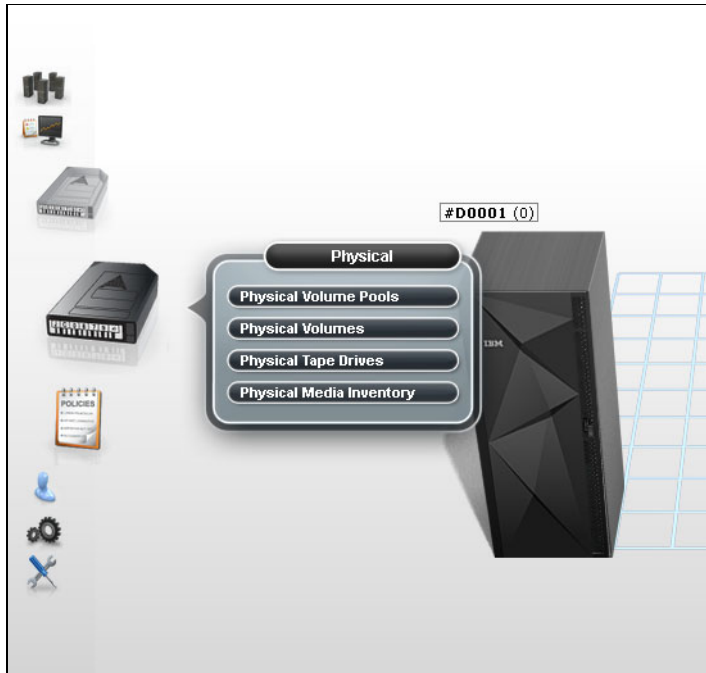 #D0001 (0)
Physical
Physical Volume Pools
Physical Volumes
Physical Tape Drives
Physical Media Inventory
IBM
POLICIES